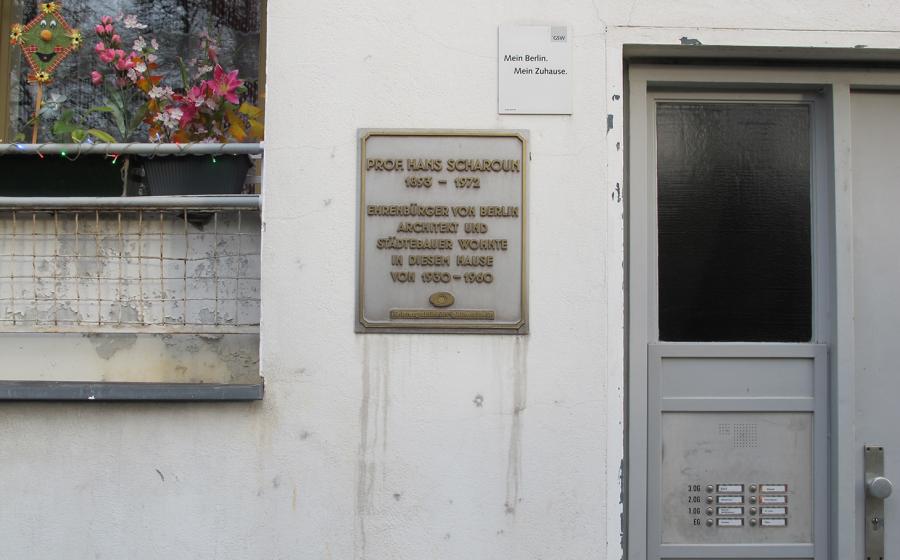 GSW
Mein Berlin.
Mein Zuhause.
PROF. HANS SCHAROUN
1893 – 1972
EHRENBÜRGER VON BERLIN
ARCHITEKT UND
STÄDTEBAUER WOHNTE
IN DIESEM HAUSE
VON 1930 – 1960
3.OG
2.OG
1.OG
EG